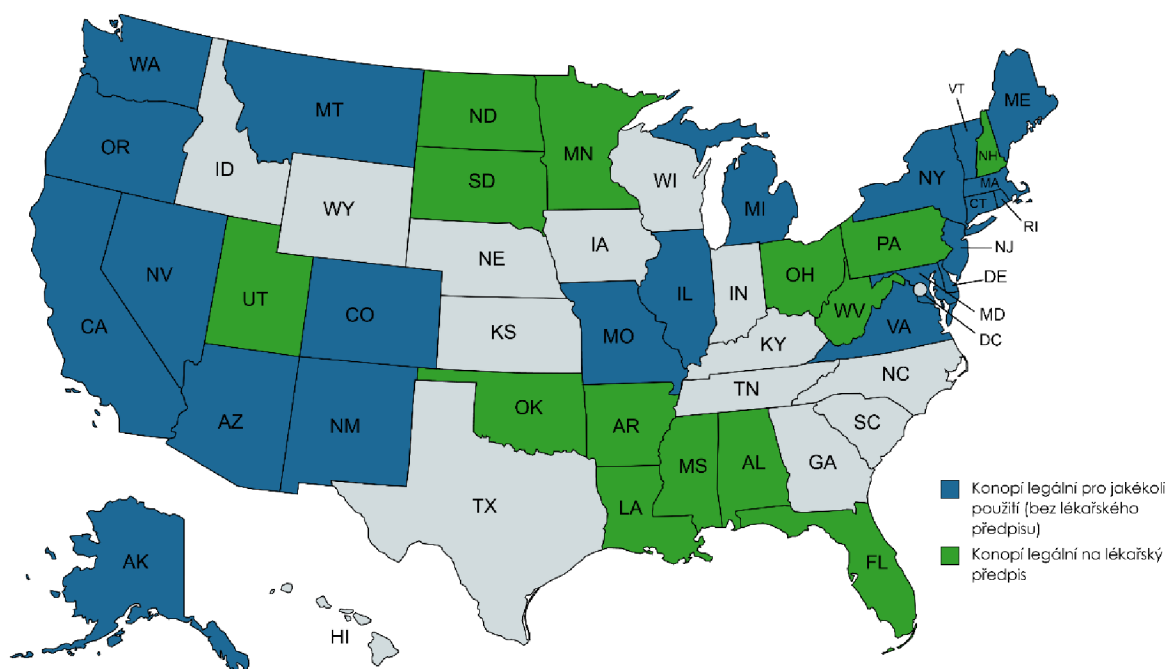 WA
MT
ND
MN
VT
ME
OR
ID
SD
WI
NH
NY
MA
WY
MI
CT
RI
IA
PA
NJ
NE
NV
OH
IN
DE
UT
IL
CO
WV
MD
CA
KS
MO
VA
DC
KY
NC
TN
OK
AZ
NM
AR
SC
MS
AL
GA
TX
LA
Konopí legální pro jakékoli
použití (bez lékařského
předpisu)
AK
FL
Konopí legální na lékařský
předpis
HI